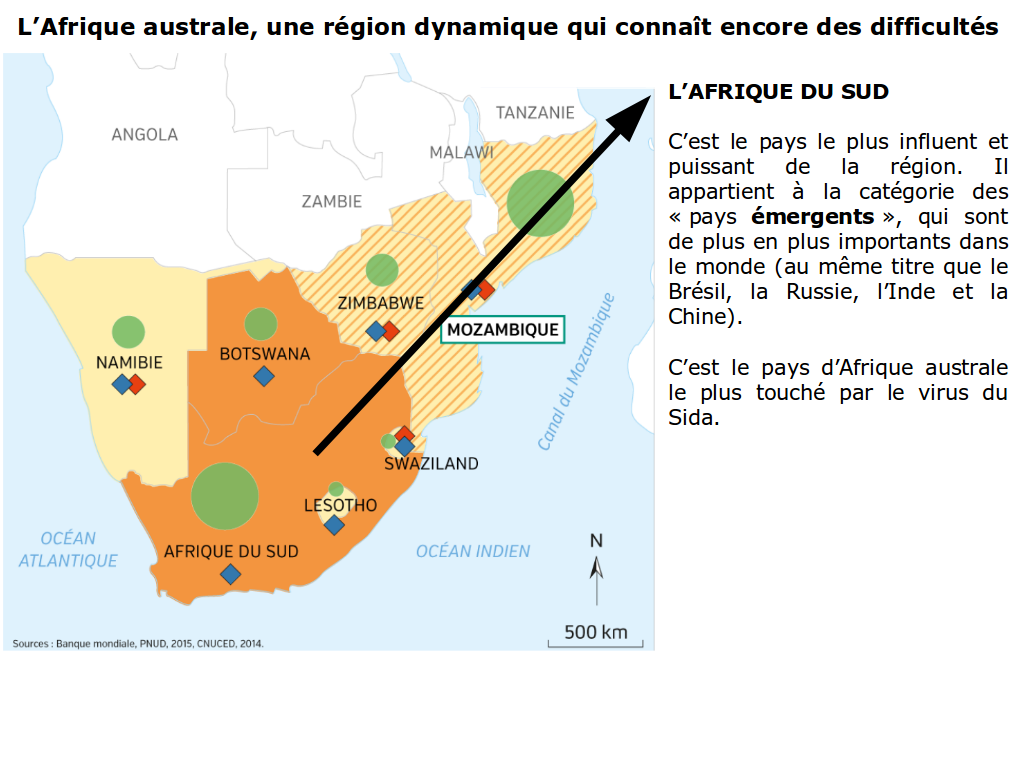 L’Afrique australe, une région dynamique qui connaît encore des difficultés
L’AFRIQUE DU SUD
C’est le pays le plus influent et
puissant de la région. Il
appartient à la catégorie des
« pays émergents », qui sont
de plus en plus importants dans
le monde (au même titre que le
Brésil, la Russie, l’Inde et la
Chine).
C’est le pays d’Afrique australe
le plus touché par le virus du
Sida.
TANZANIE
ANGOLA
MALAWI
ZAMBIE
ZIMBABWE
MOZAMBIQUE
BOTSWANA
NAMIBIE
Canal du Mozambique
SWAZILAND
LESOTHO
OCÉAN
ATLANTIQUE
AFRIQUE DU SUD
OCÉAN INDIEN
N
500 km
Sources : Banque mondiale, PNUD, 2015, CNUCED, 2014.